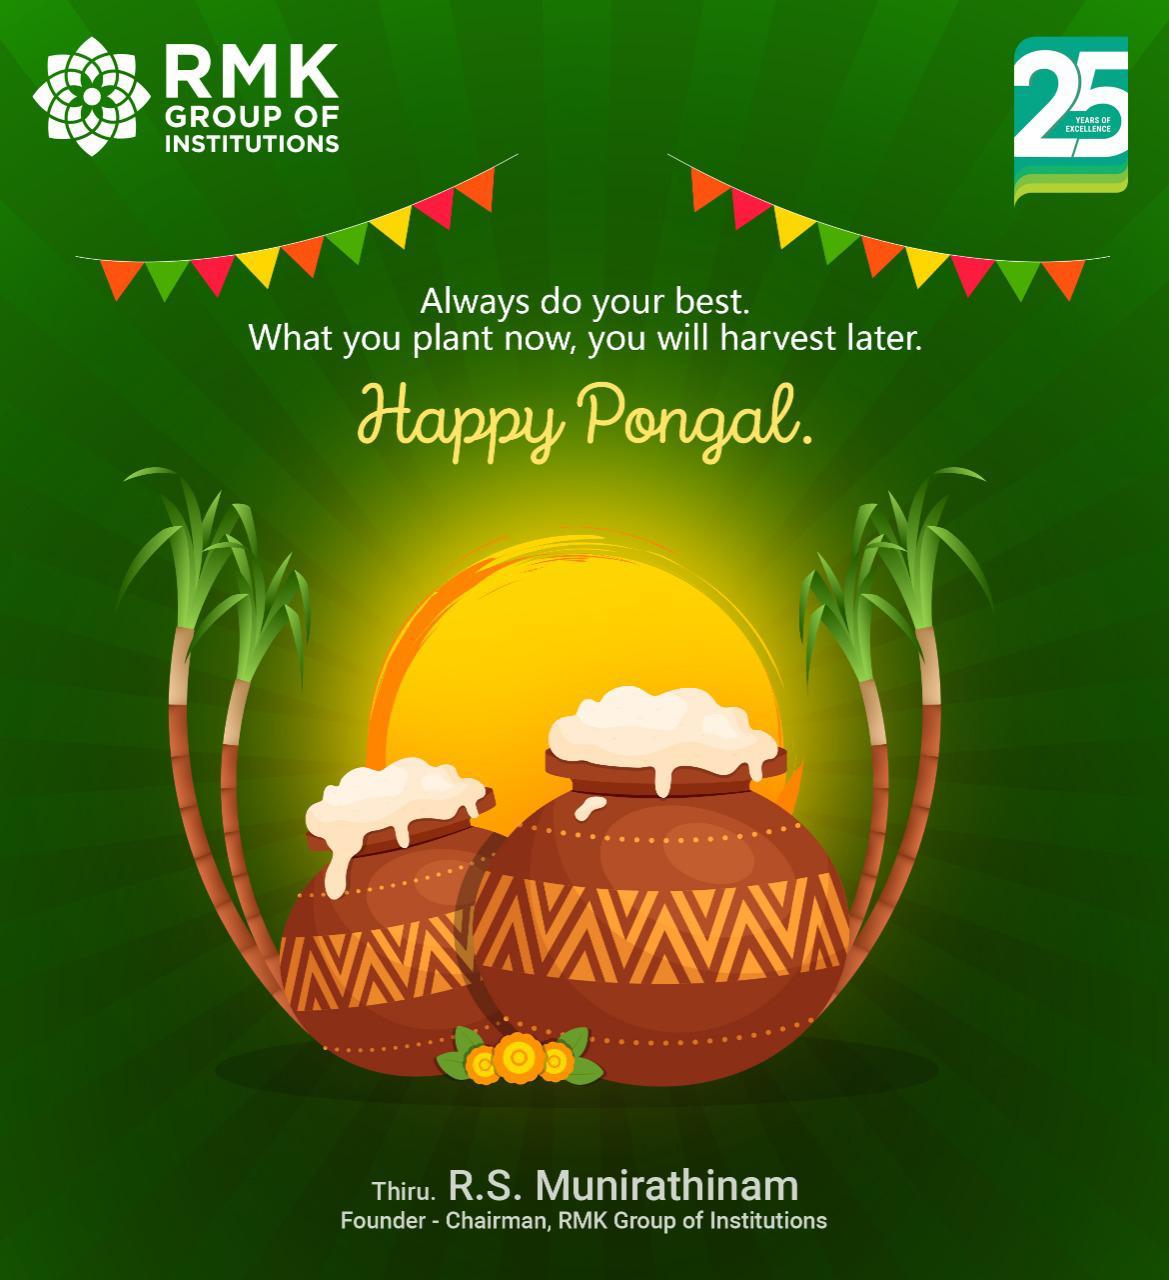 RMK
GROUP OF
INSTITUTIONS
25
YEARS OF
EXCELLENCE
Always do your best.
What you plant now, you will harvest later.
Happy Pongal.
Thiru. R.S. Munirathinam
Founder - Chairman, RMK Group of Institutions